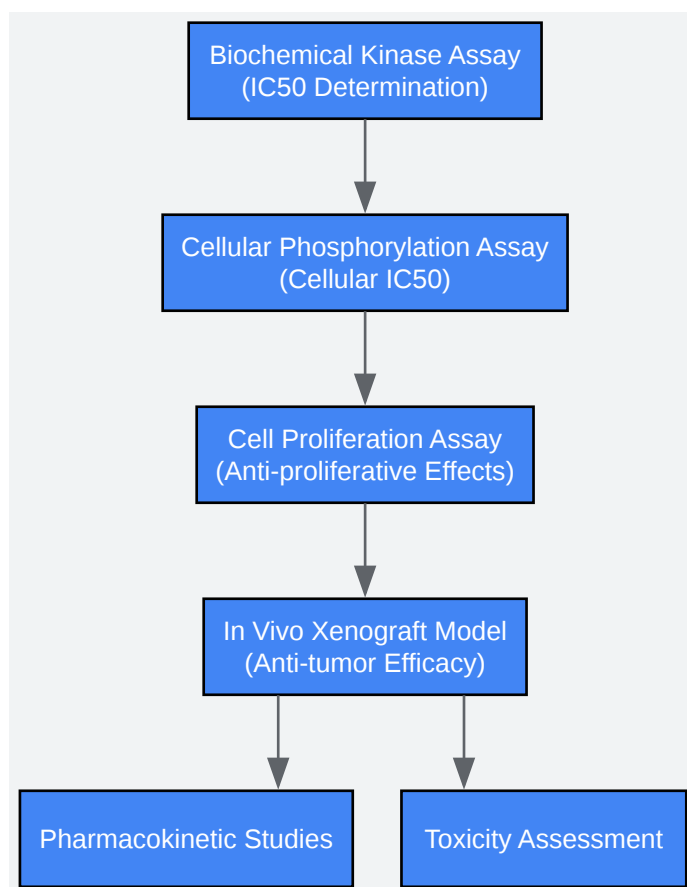 Biochemical Kinase Assay
(IC50 Determination)
Cellular Phosphorylation Assay
(Cellular IC50)
Cell Proliferation Assay
(Anti-proliferative Effects)
In Vivo Xenograft Model
(Anti-tumor Efficacy)
Pharmacokinetic Studies
Toxicity Assessment